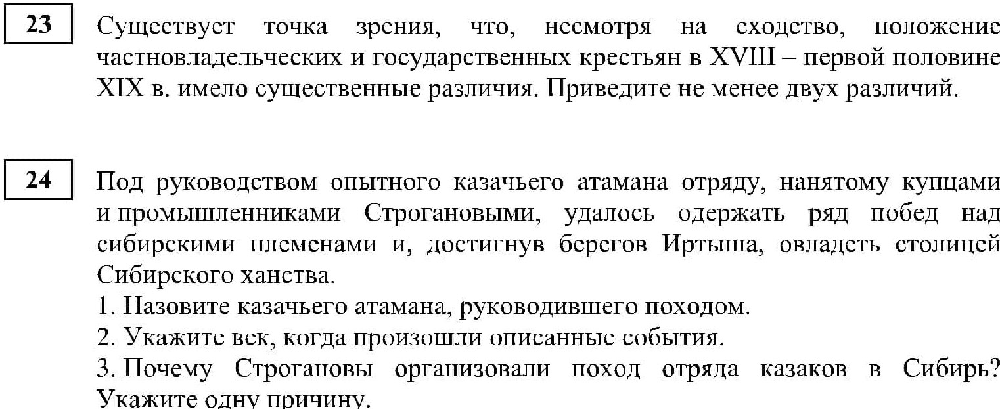 23 Существует точка зрения, что, несмотря на сходство, положение
частновладельческих и государственных крестьян в XVIII – первой половине
XIX в. имело существенные различия. Приведите не менее двух различий.
24 Под руководством опытного казачьего атамана отряду, нанятому купцами
и промышленниками Строгановыми, удалось одержать ряд побед над
сибирскими племенами и, достигнув берегов Иртыша, овладеть столицей
Сибирского ханства.
1. Назовите казачьего атамана, руководившего походом.
2. Укажите век, когда произошли описанные события.
3. Почему Строгановы организовали поход отряда казаков в Сибирь?
Укажите одну причину.